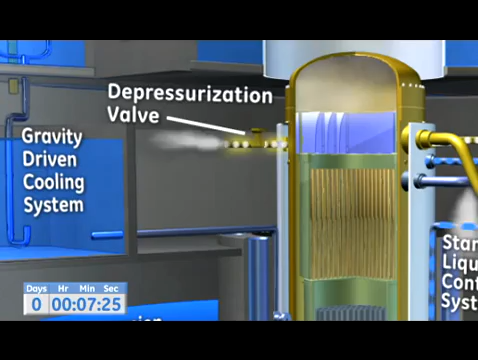 Depressurization
Valve
Gravity
Driven
Cooling
System
Days Hr Min Sec
0 00:07:25